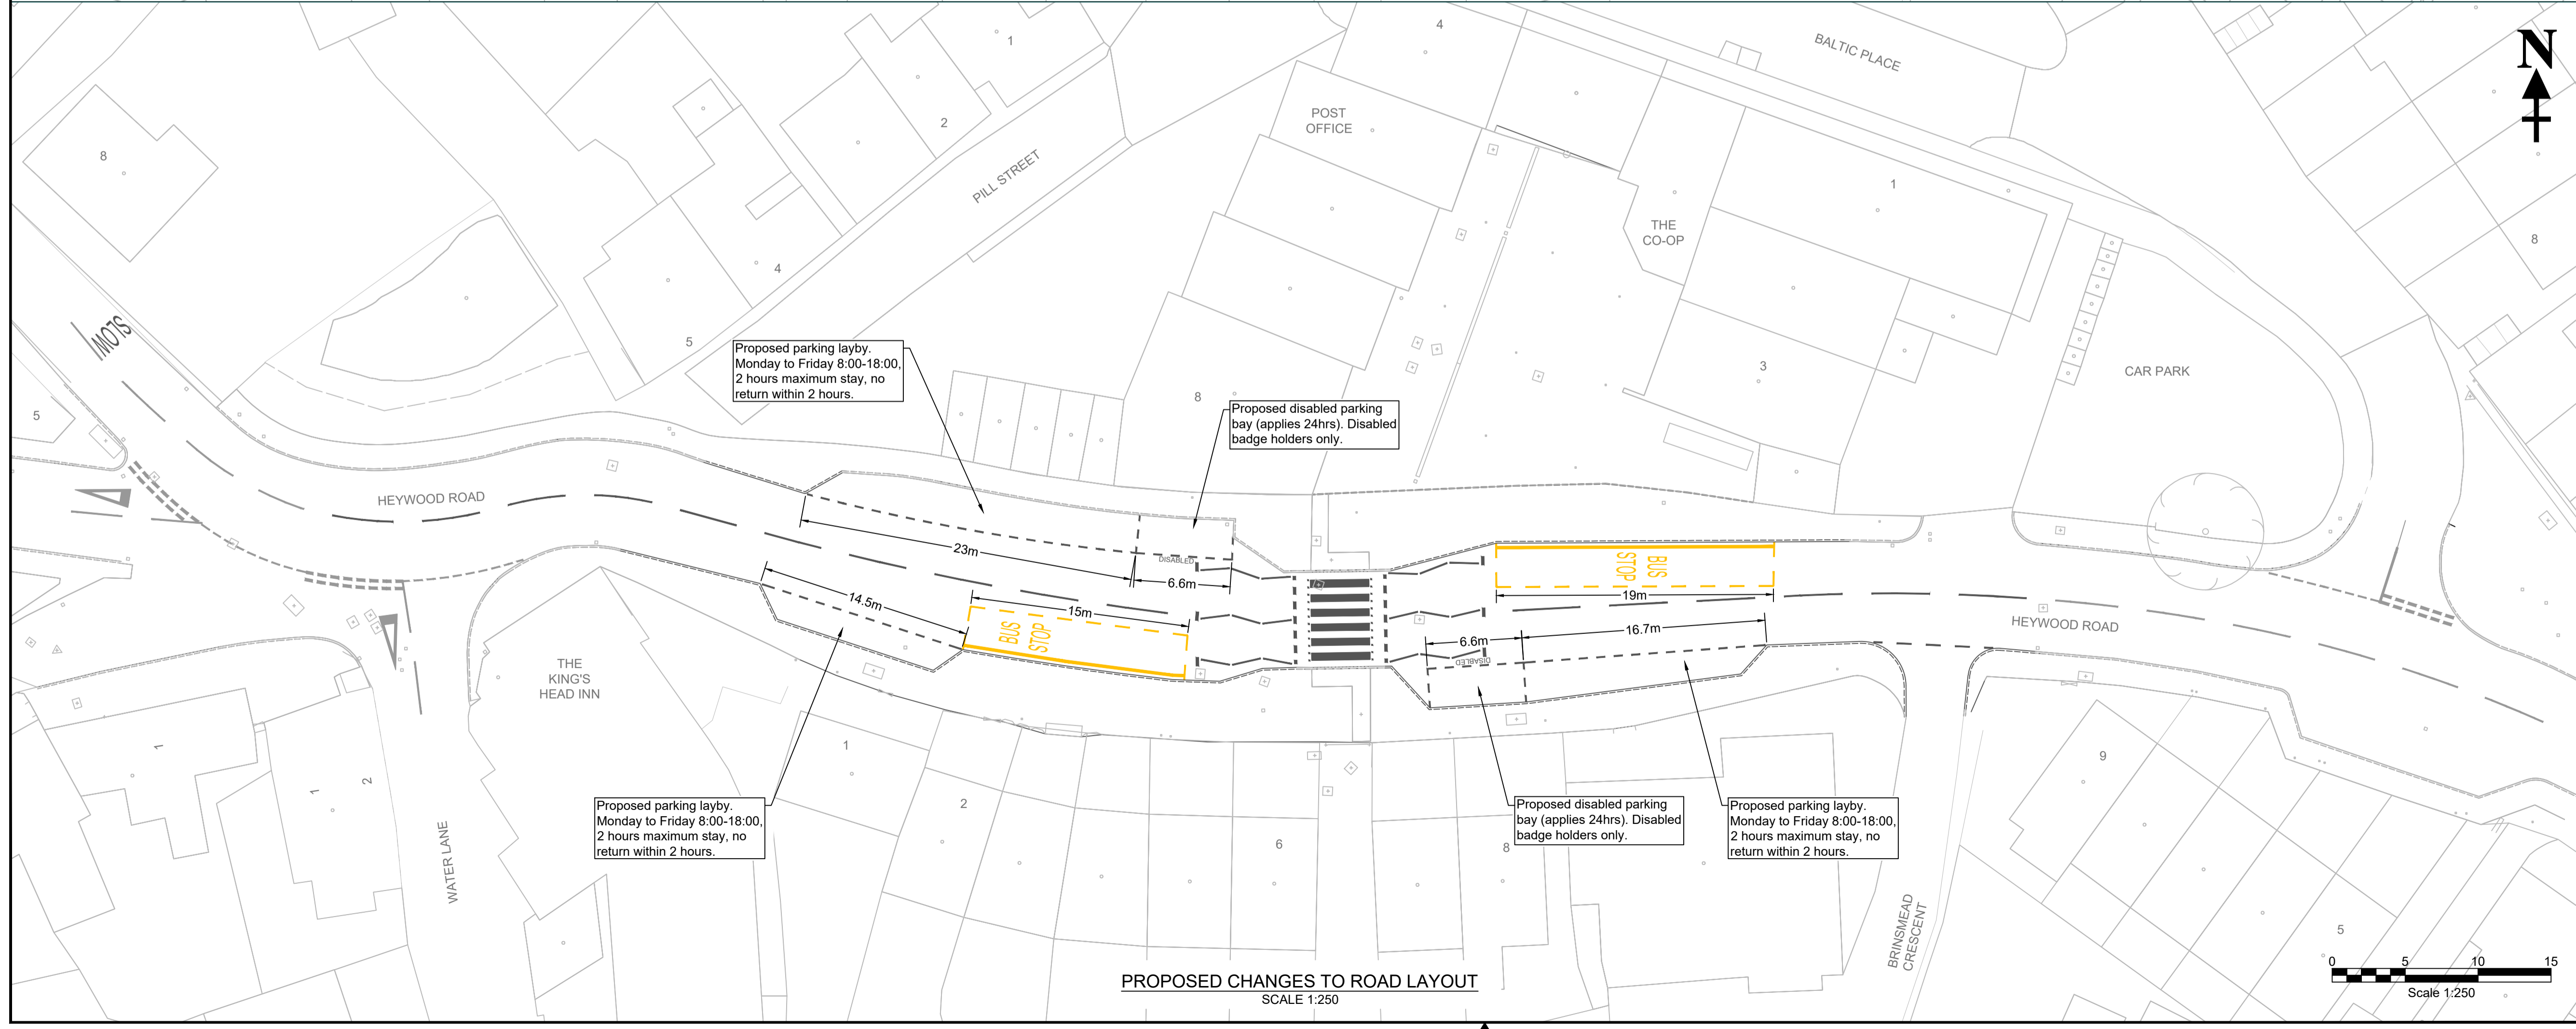 BALTIC PLACE
N
4
1
2
POST
OFFICE
8
PILL STREET
1
THE
CO-OP
8
4
SLOW
5
Proposed parking layby.
Monday to Friday 8:00-18:00,
2 hours maximum stay, no
return within 2 hours.
3
CAR PARK
8
Proposed disabled parking
bay (applies 24hrs). Disabled
badge holders only.
5
HEYWOOD ROAD
23m
DISABLED
6.6m
BUS
STOP
19m
14.5m
15m
BUS
STOP
6.6m
16.7m
DISABLED
HEYWOOD ROAD
THE
KING'S
HEAD INN
1
1
2
1
2
6
8
9
5
Proposed parking layby.
Monday to Friday 8:00-18:00,
2 hours maximum stay, no
return within 2 hours.
Proposed disabled parking
bay (applies 24hrs). Disabled
badge holders only.
Proposed parking layby.
Monday to Friday 8:00-18:00,
2 hours maximum stay, no
return within 2 hours.
WATER LANE
BRINSMEAD
CRESCENT
PROPOSED CHANGES TO ROAD LAYOUT
SCALE 1:250
0 5 10 15
Scale 1:250